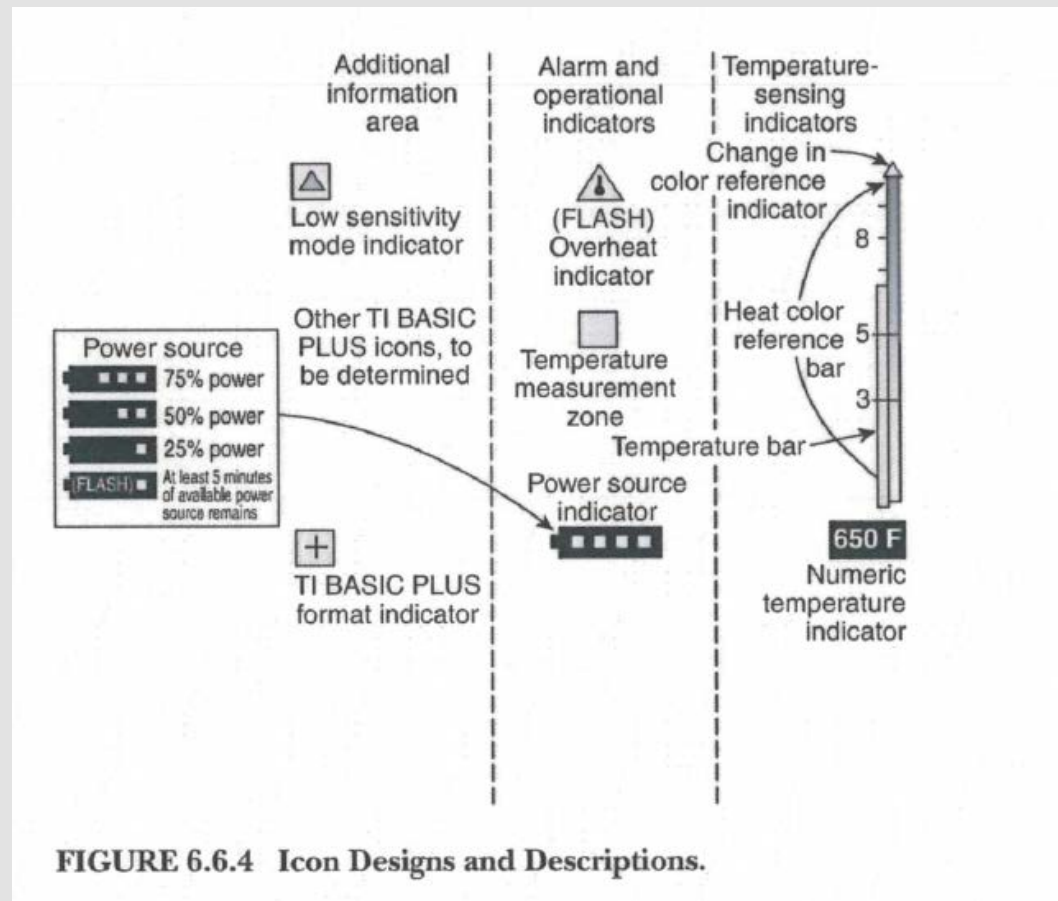 Additional
information
area
Low sensitivity
mode indicator
Other TI BASIC
PLUS icons, to
be determined
Power source
75% power
50% power
25% power
(FLASH)
At least 5 minutes
of available power
source remains
TI BASIC PLUS
format indicator
Alarm and
operational
indicators
(FLASH)
Overheat
indicator
Temperature
measurement
zone
Power source
indicator
Temperature-
sensing
indicators
Change in
color reference
indicator
8
Heat color
reference
bar
5
3
Temperature bar
650 F
Numeric
temperature
indicator
FIGURE 6.6.4 Icon Designs and Descriptions.